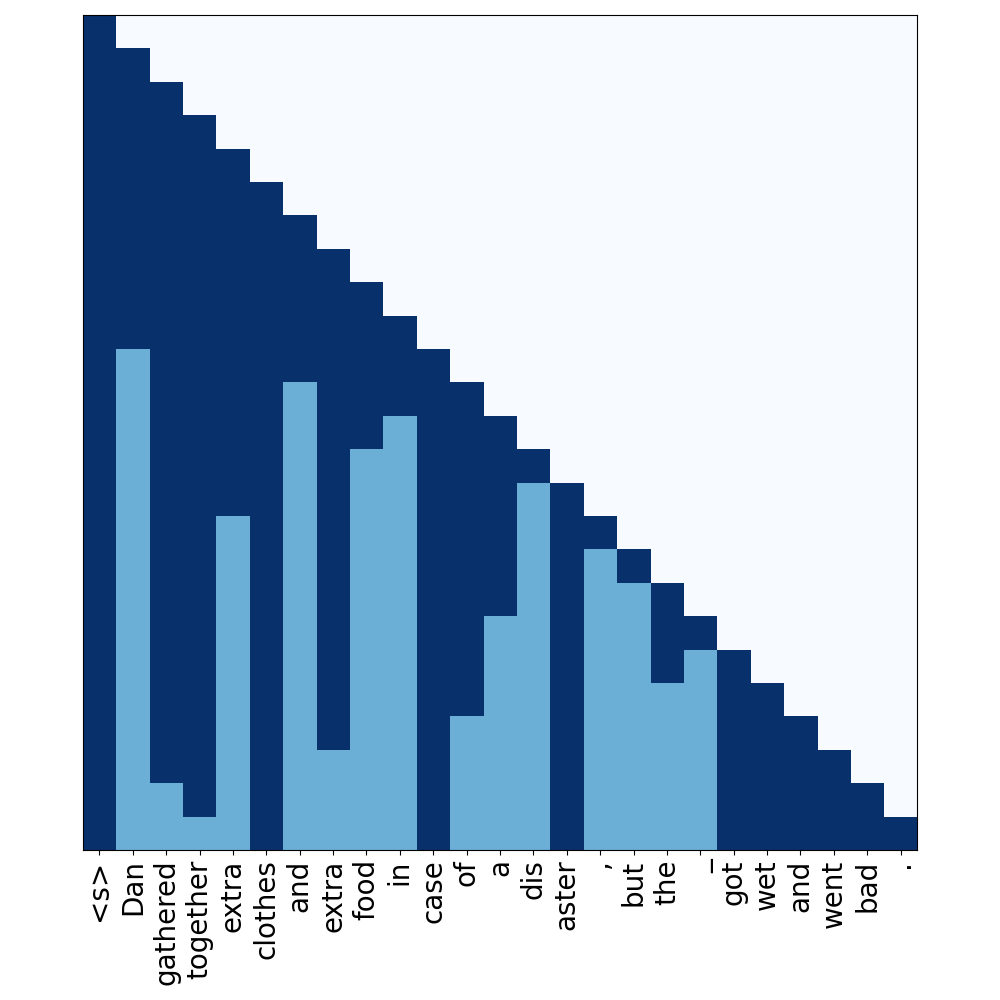 <s> Dan gathered together extra clothes and extra food in case of a dis aster , but the _ got wet and went bad .